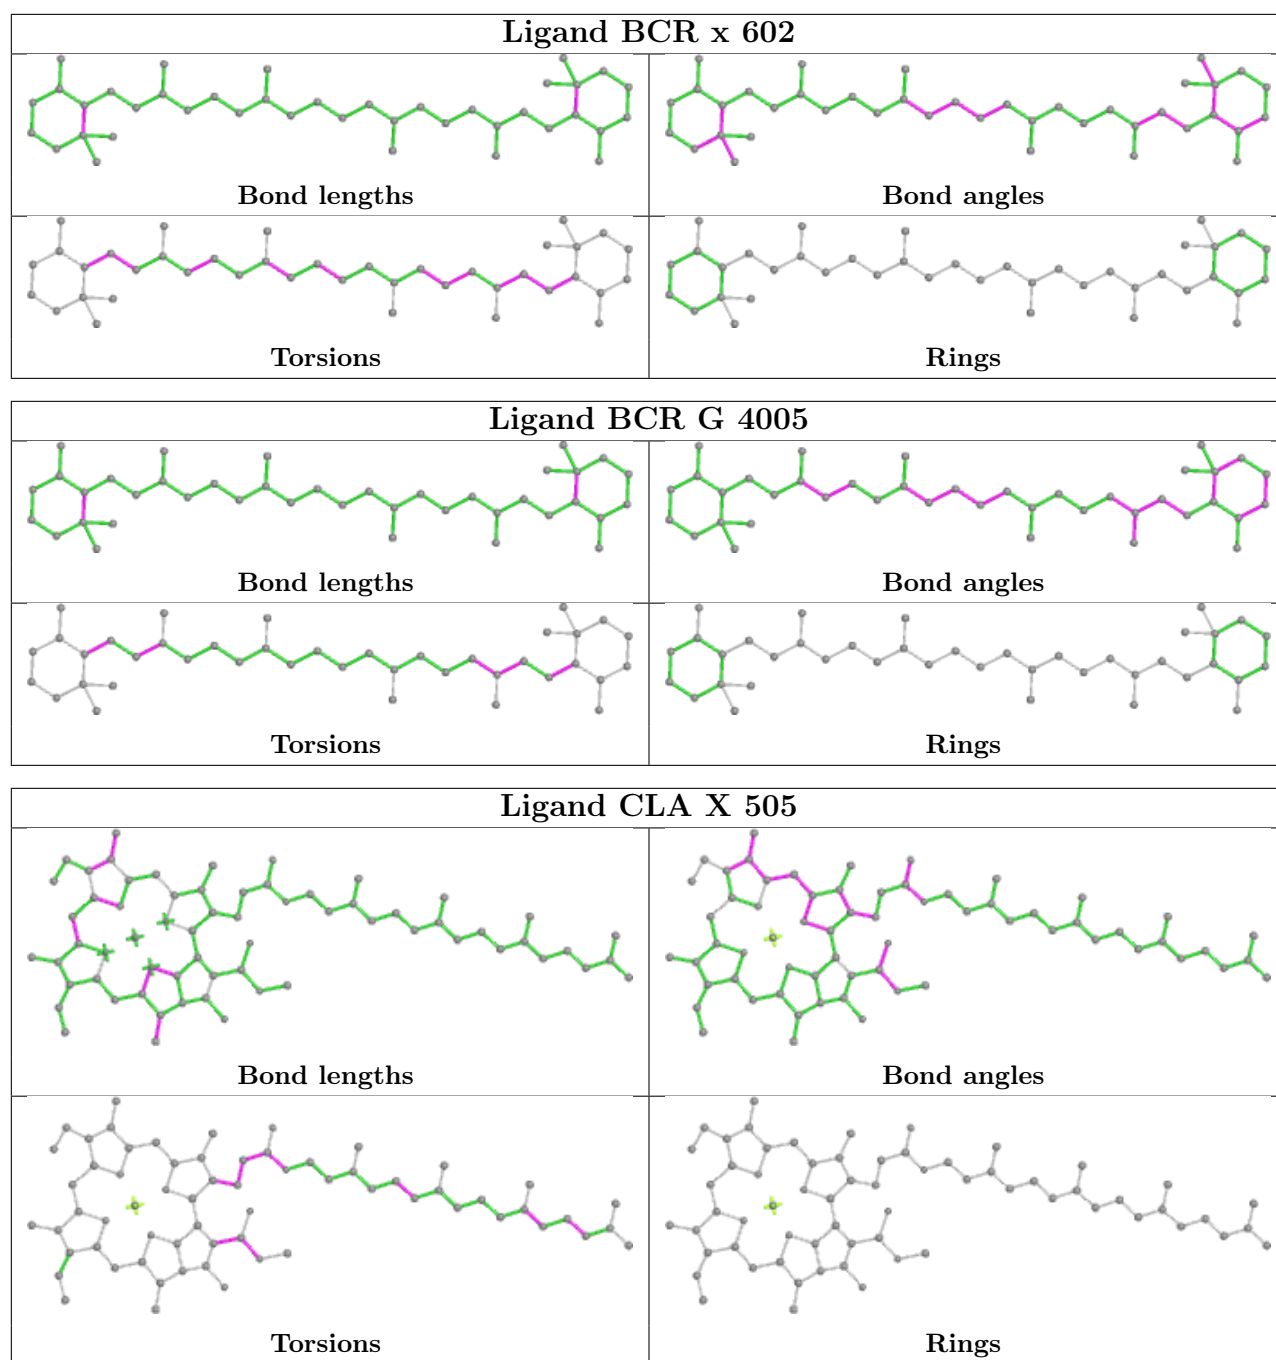 Ligand BCR x 602
Bond lengths
Bond angles
Torsions
Rings
Ligand BCR G 4005
Bond lengths
Bond angles
Torsions
Rings
Ligand CLA X 505
Bond lengths
Bond angles
Torsions
Rings